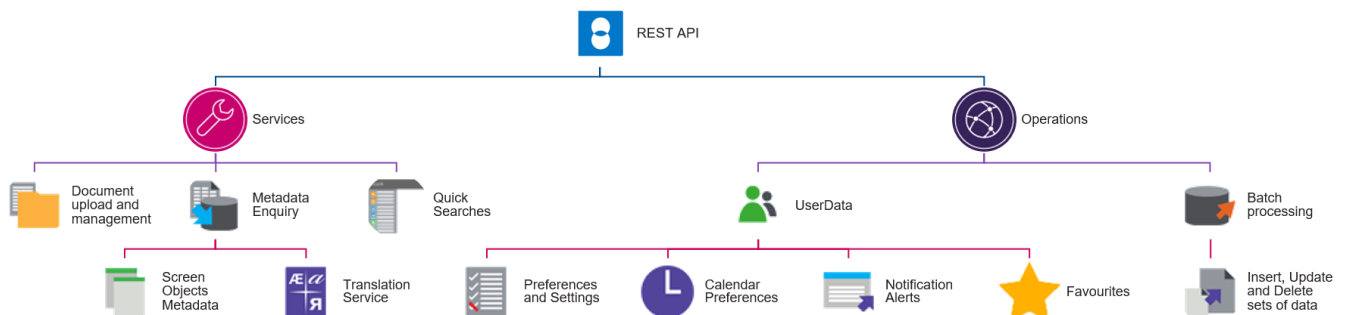 REST API
Services
Operations
Document
upload and
management
Metadata
Enquiry
Quick
Searches
UserData
Batch
processing
Screen
Objects
Metadata
Æ a
Я
Translation
Service
Preferences
and Settings
Calendar
Preferences
Notification
Alerts
Favourites
Insert, Update
and Delete
sets of data